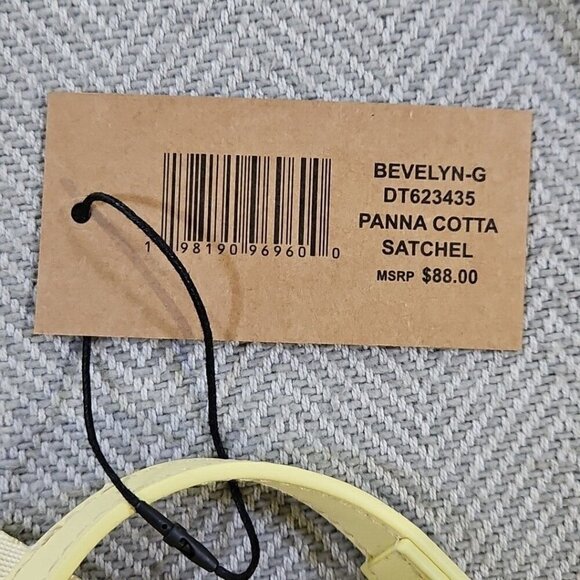 BEVELYN-G
DT623435
PANNA COTTA
SATCHEL
MSRP $88.00
1 98190 96960 0